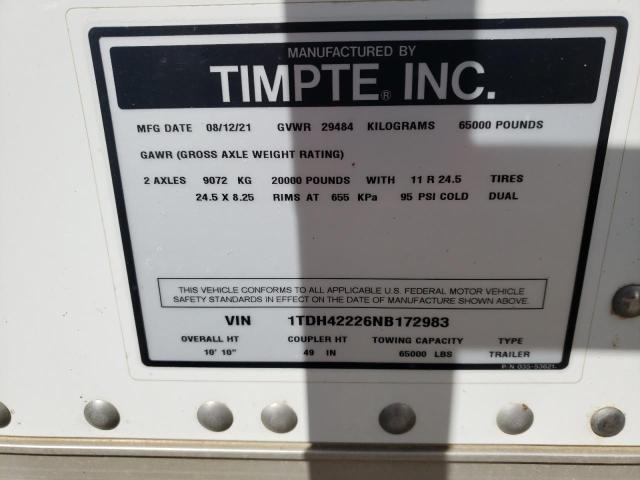 MANUFACTURED BY
TIMPTE® INC.
MFG DATE 08/12/21 GVWR 29484 KILOGRAMS 65000 POUNDS
GAWR (GROSS AXLE WEIGHT RATING)
2 AXLES 9072 KG 20000 POUNDS WITH 11 R 24.5 TIRES
24.5 X 8.25 RIMS AT 655 KPa 95 PSI COLD DUAL
THIS VEHICLE CONFORMS TO ALL APPLICABLE U.S. FEDERAL MOTOR VEHICLE
SAFETY STANDARDS IN EFFECT ON THE DATE OF MANUFACTURE SHOWN ABOVE.
VIN 1TDH42226NB172983
OVERALL HT COUPLER HT TOWING CAPACITY TYPE
10' 10" 49 IN 65000 LBS TRAILER
P/N 035-53621